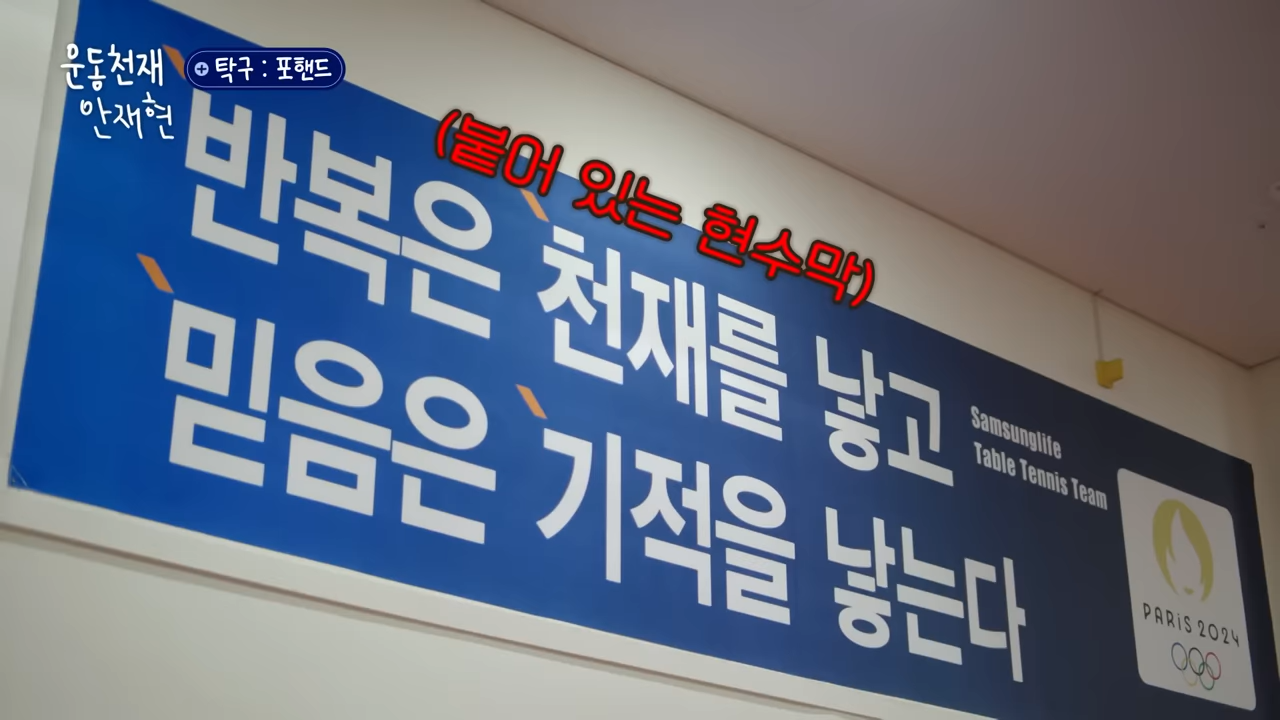 운동천재
안재현
탁구 : 포핸드
(붙어 있는 현수막)
반복은 천재를 낳고
믿음은 기적을 낳는다
Samsunglife
Table Tennis Team
PARIS 2024